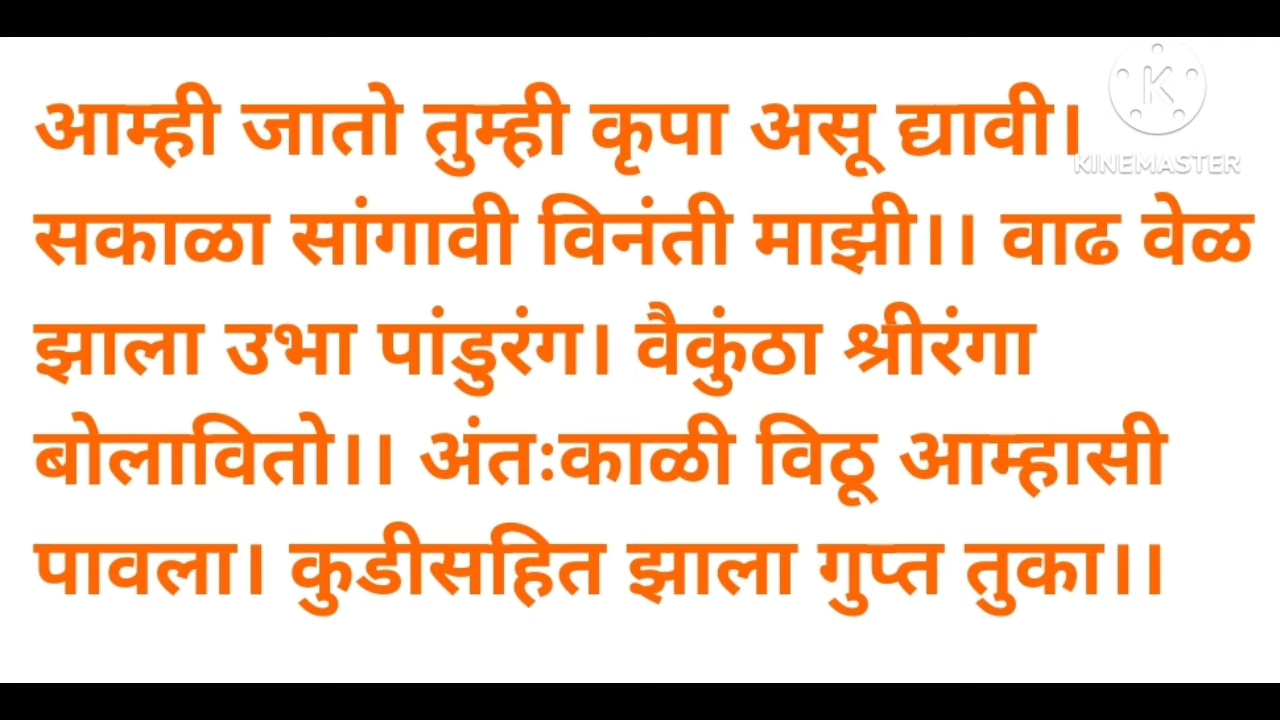 आम्ही जातो तुम्ही कृपा असू द्यावी।
KINEMASTER
सकाळा सांगावी विनंती माझी।। वाढ वेळ
झाला उभा पांडुरंग। वैकुंठा श्रीरंगा
बोलावितो।। अंतःकाळी विठू आम्हासी
पावला। कुडीसहित झाला गुप्त तुका।।